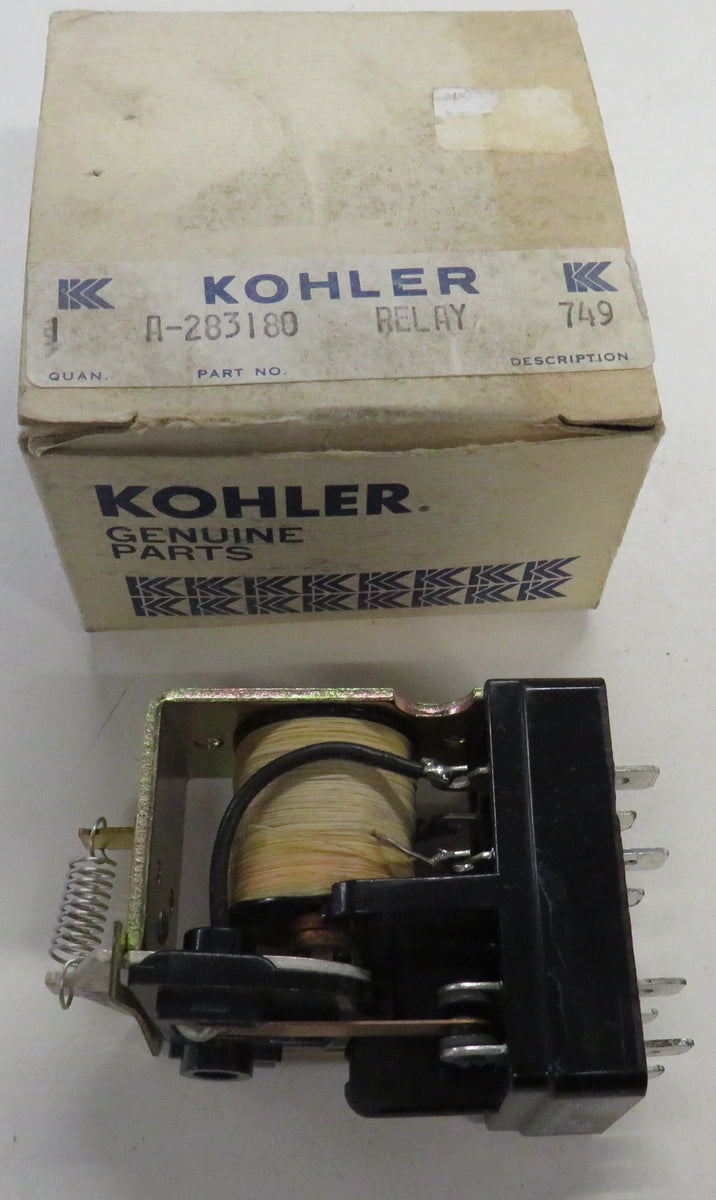 KOHLER
1 A-283180 RELAY 749
QUAN. PART NO. DESCRIPTION
KOHLER®
GENUINE
PARTS